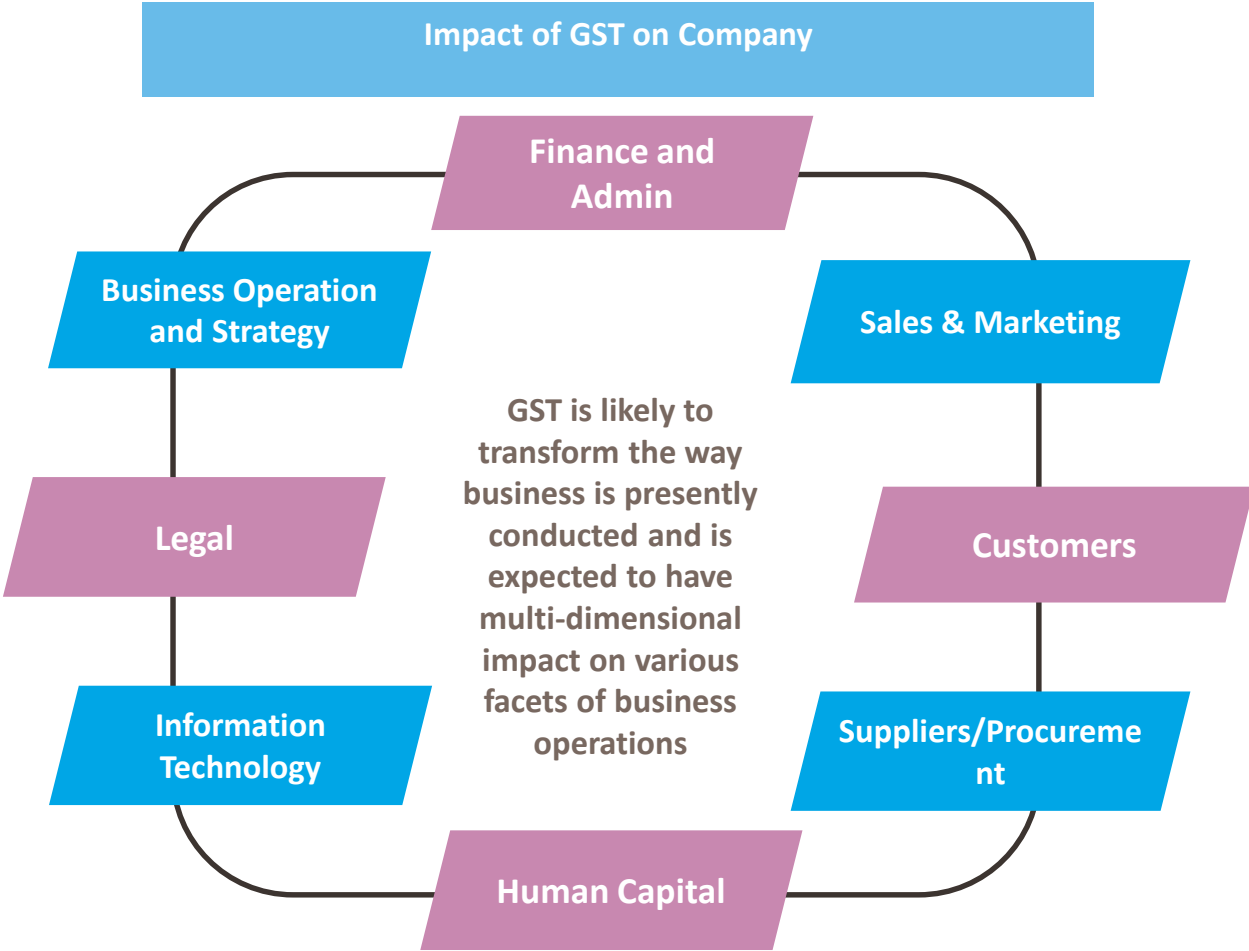 Impact of GST on Company
Finance and
Admin
Business Operation
and Strategy
Sales & Marketing
GST is likely to
transform the way
business is presently
conducted and is
expected to have
multi-dimensional
impact on various
facets of business
operations
Legal
Customers
Information
Technology
Suppliers/Procureme
nt
Human Capital